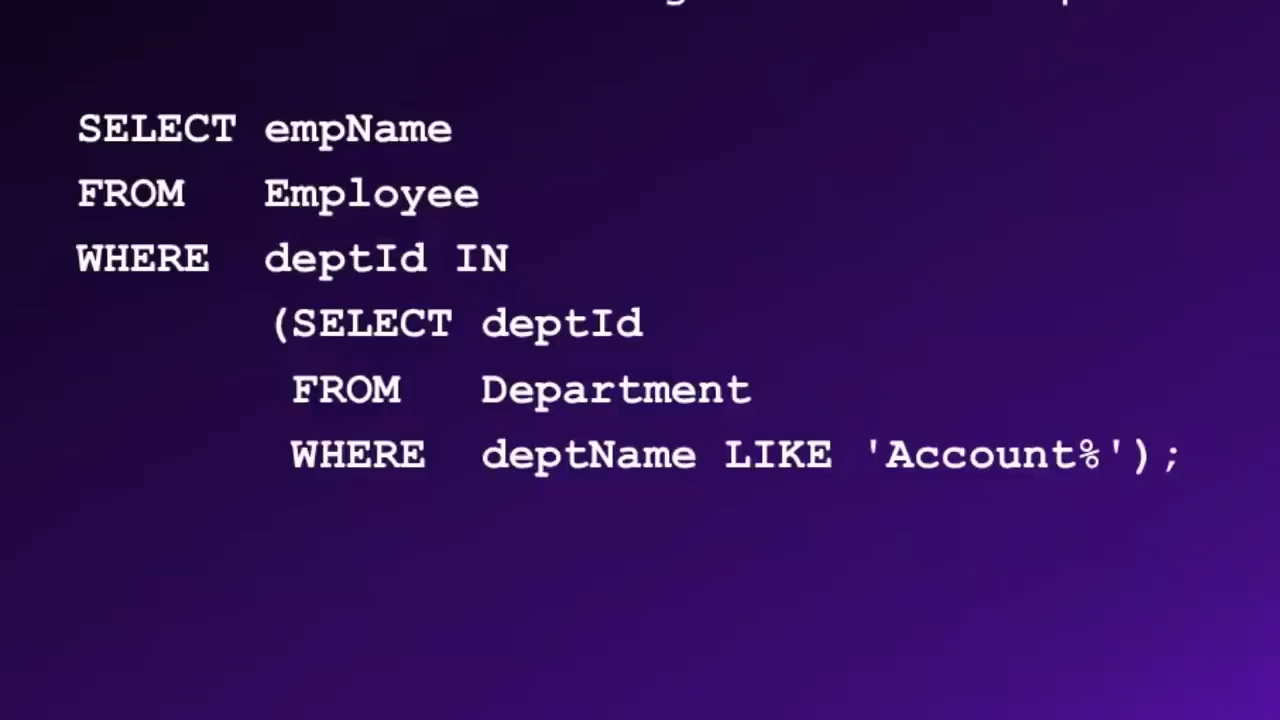 SELECT empName
FROM   Employee
WHERE  deptId IN
       (SELECT deptId
        FROM   Department
        WHERE  deptName LIKE 'Account%');